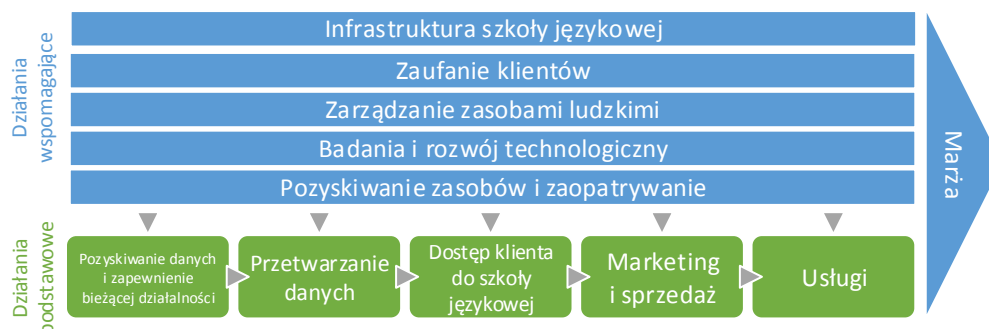 Działania
wspomagające
Infrastruktura szkoły językowej
Zaufanie klientów
Zarządzanie zasobami ludzkimi
Badania i rozwój technologiczny
Pozyskiwanie zasobów i zaopatrywanie
Marża
Działania
podstawowe
Pozyskiwanie danych
i zapewnienie
bieżącej działalności
Przetwarzanie
danych
Dostęp klienta
do szkoły
językowej
Marketing
i sprzedaż
Usługi